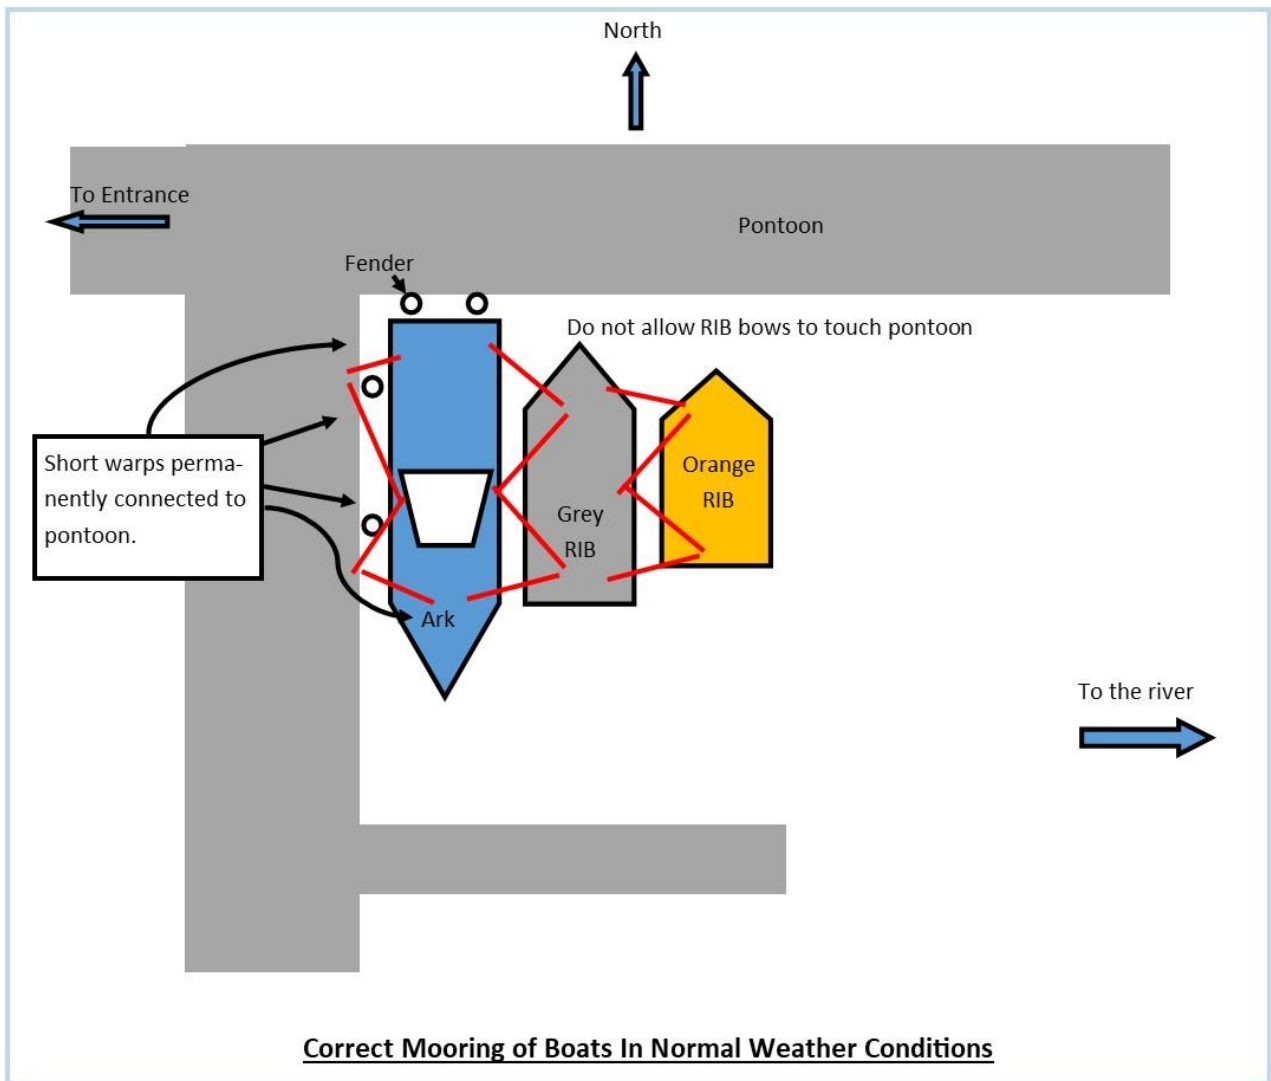 North
To Entrance
Pontoon
Fender
Do not allow RIB bows to touch pontoon
Short warps perma-
nently connected to
pontoon.
Orange
RIB
Grey
RIB
Ark
To the river
Correct Mooring of Boats In Normal Weather Conditions